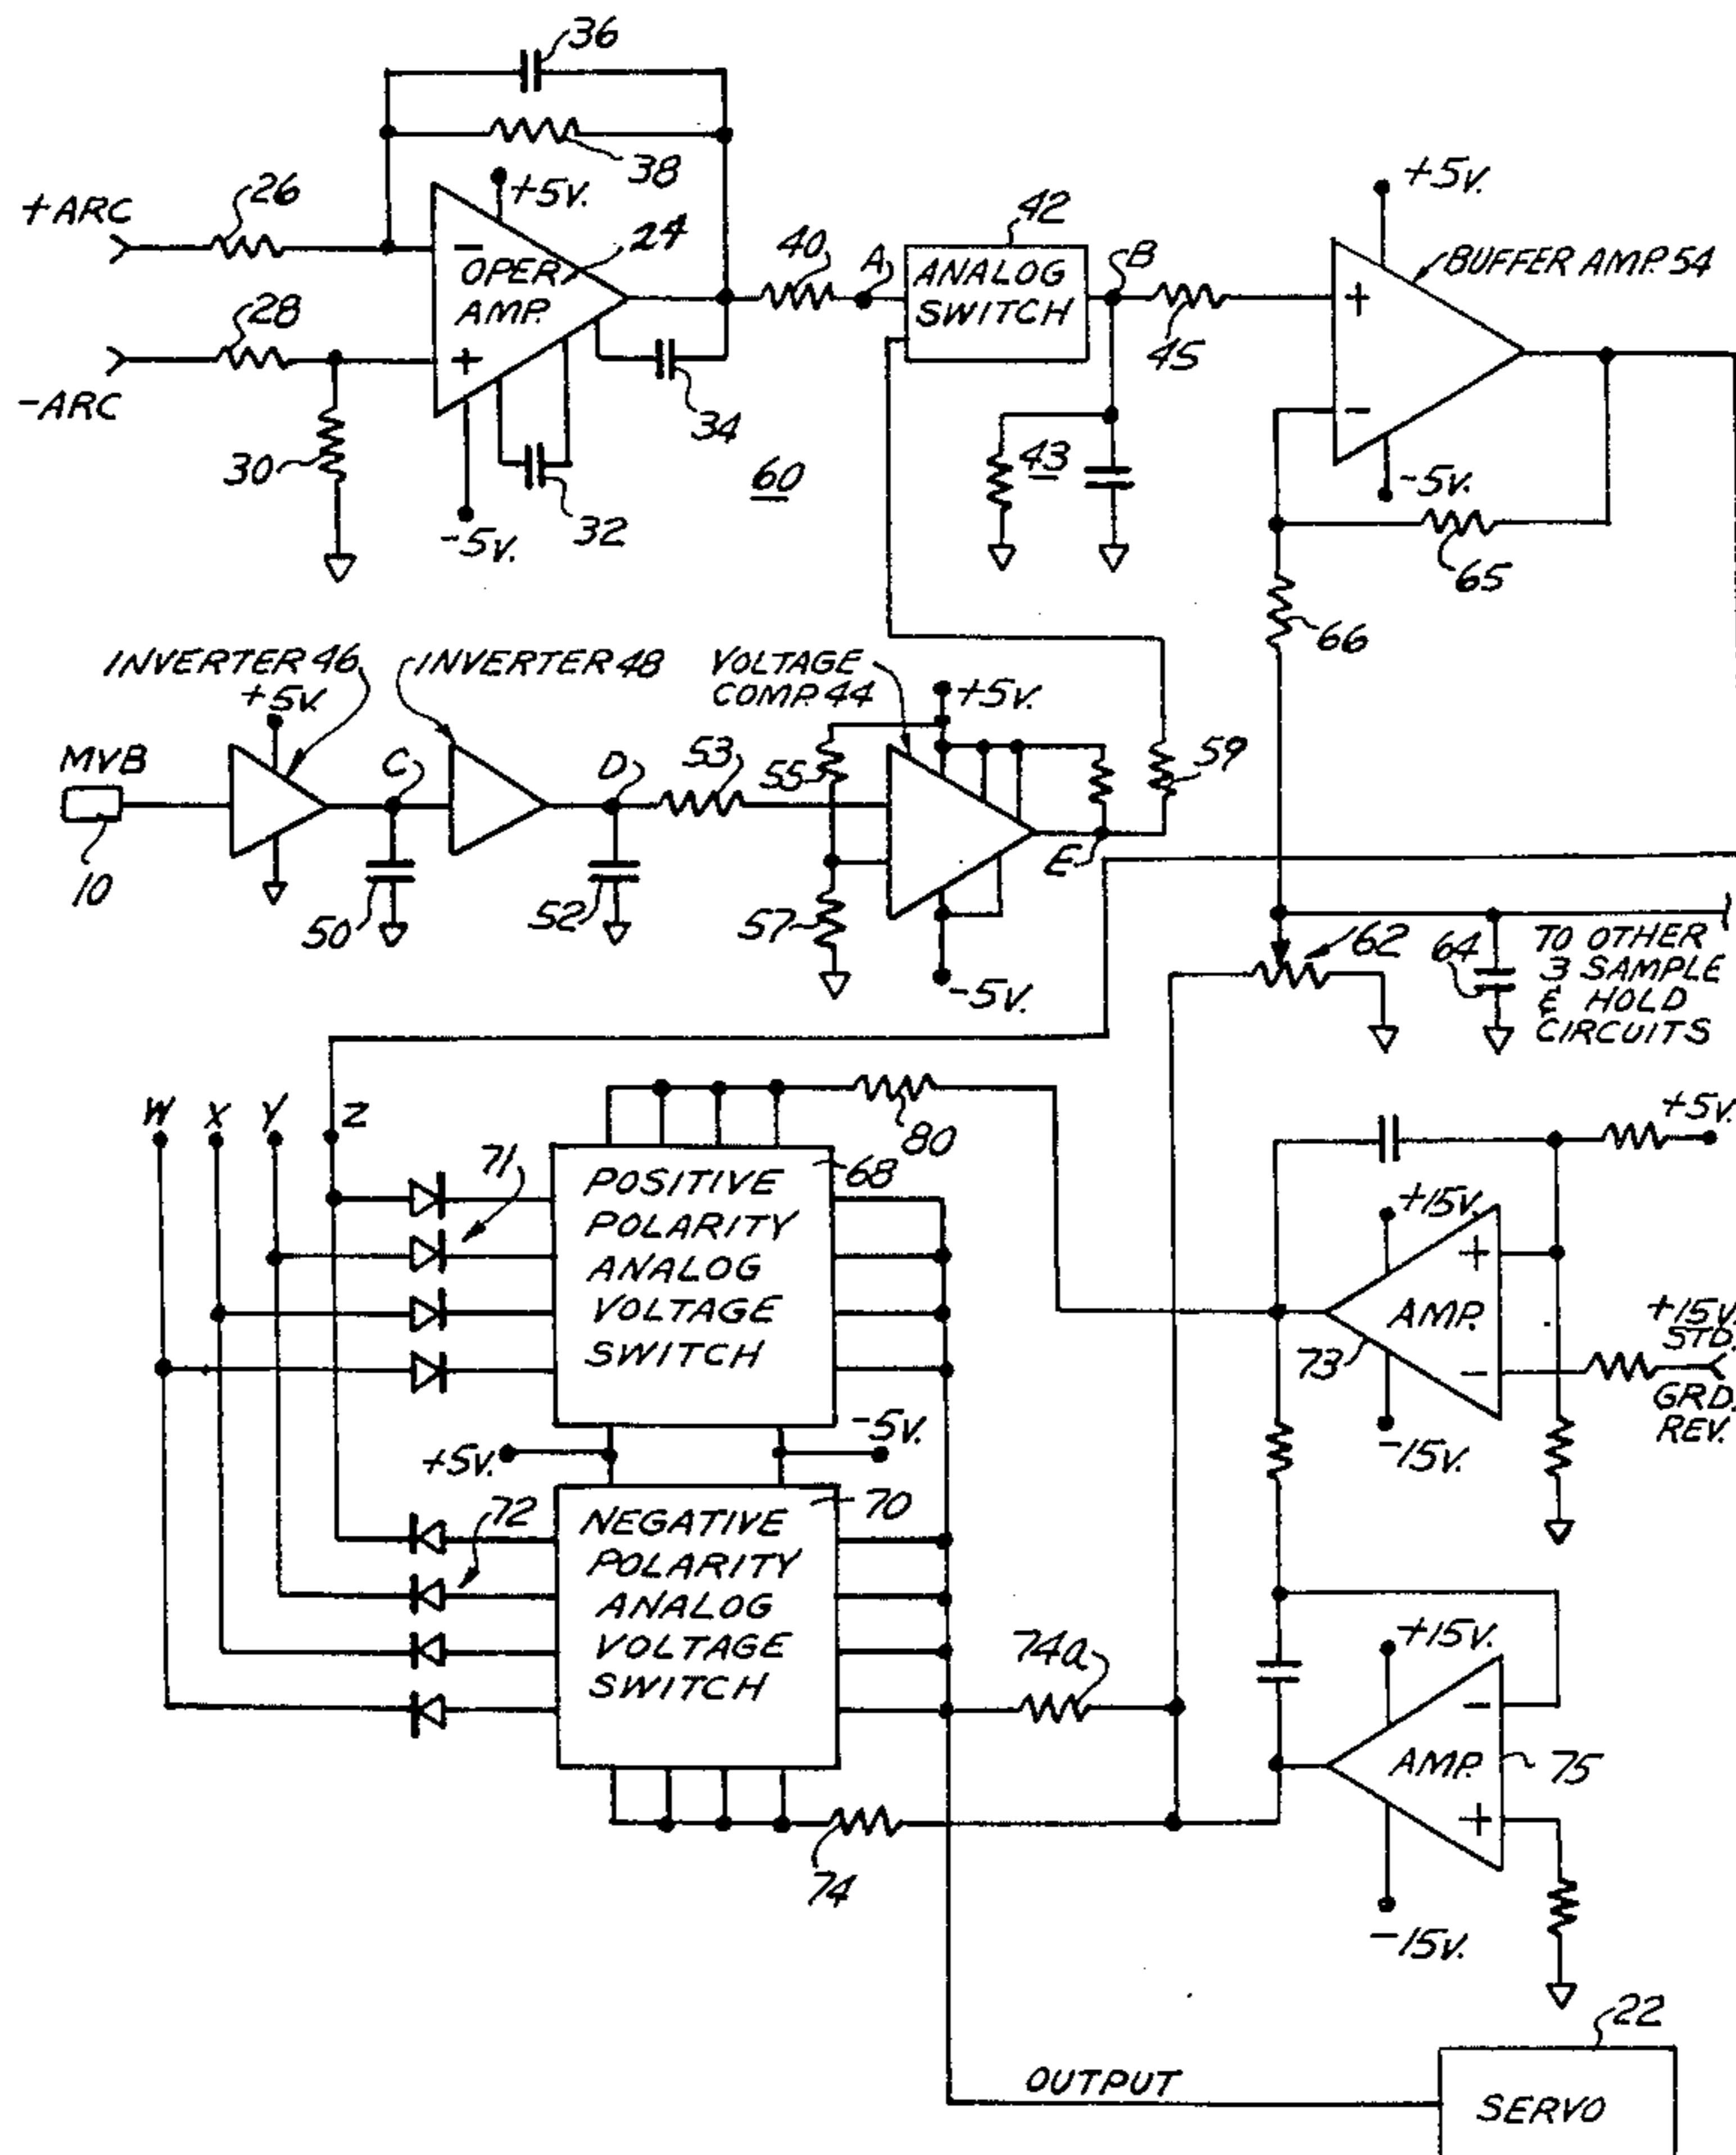 36
38
26
+5V.
24
+ARC
-
OPER.
AMP.
28
+
-ARC
30
-5V.
32
34
60
40
A
42
ANALOG
SWITCH
B
45
43
+5V.
BUFFER AMP. 54
+
-
-5V.
65
66
INVERTER 46
+5V.
INVERTER 48
VOLTAGE
COMP. 44
+5V.
MVB
10
C
50
D
52
53
55
57
E
59
-5V.
62
64
TO OTHER
3 SAMPLE
& HOLD
CIRCUITS
W
X
Y
Z
71
80
68
POSITIVE
POLARITY
ANALOG
VOLTAGE
SWITCH
+5V.
-5V.
72
70
NEGATIVE
POLARITY
ANALOG
VOLTAGE
SWITCH
74a
74
+5V.
+15V.
+
AMP.
73
-
-15V.
+15V.
STD.
GRD.
REV.
+15V.
-
AMP.
75
+
-15V.
22
OUTPUT
SERVO